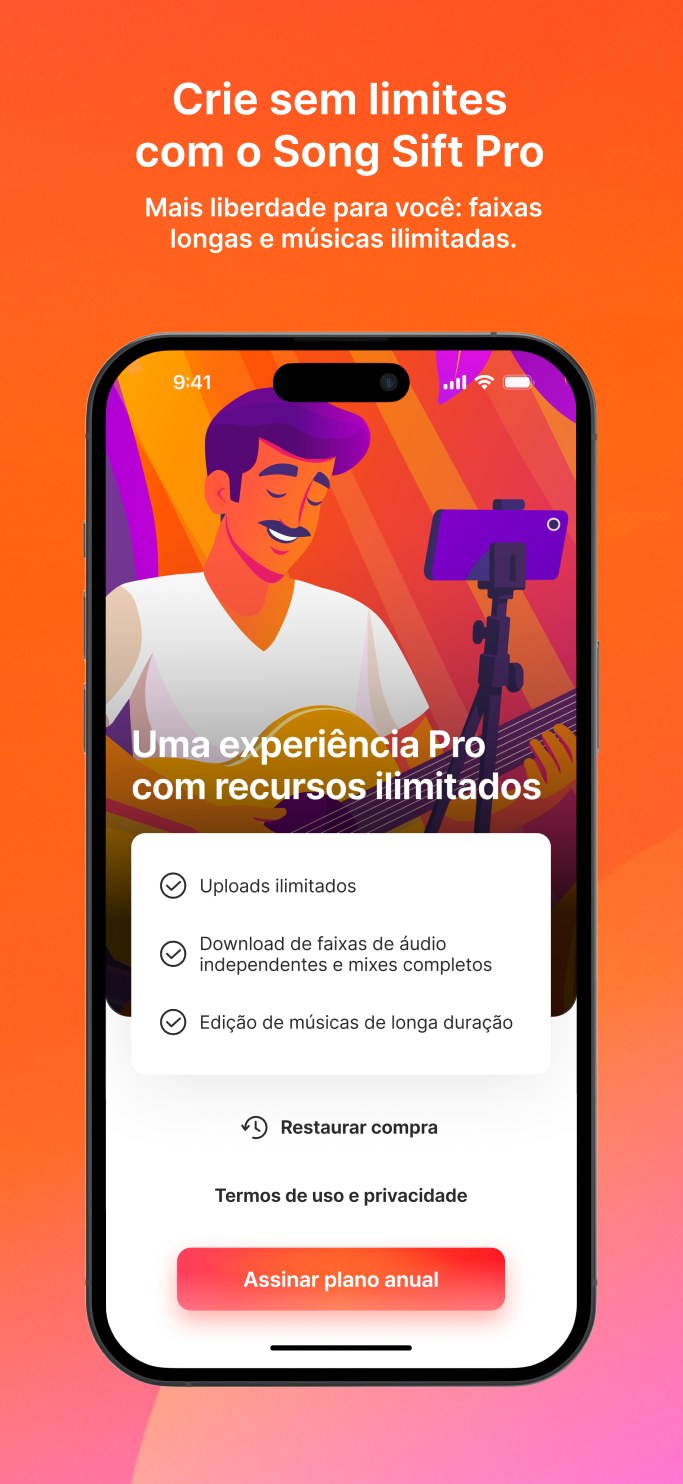 Crie sem limites
com o Song Sift Pro
Mais liberdade para você: faixas
longas e músicas ilimitadas.
9:41
Uma experiência Pro
com recursos ilimitados
Uploads ilimitados
Download de faixas de áudio
independentes e mixes completos
Edição de músicas de longa duração
Restaurar compra
Termos de uso e privacidade
Assinar plano anual